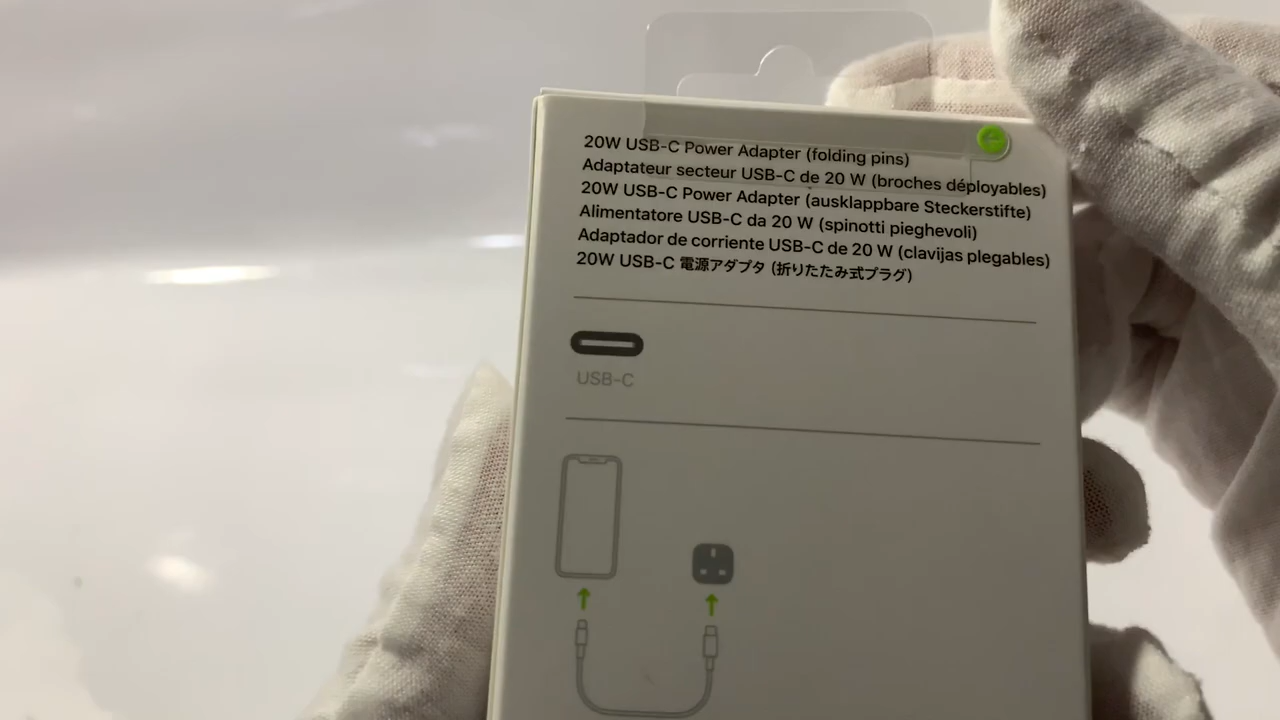 20W USB-C Power Adapter (folding pins)
Adaptateur secteur USB-C de 20 W (broches déployables)
20W USB-C Power Adapter (ausklappbare Steckerstifte)
Alimentatore USB-C da 20 W (spinotti pieghevoli)
Adaptador de corriente USB-C de 20 W (clavijas plegables)
20W USB-C 電源アダプタ (折りたたみ式プラグ)
USB-C